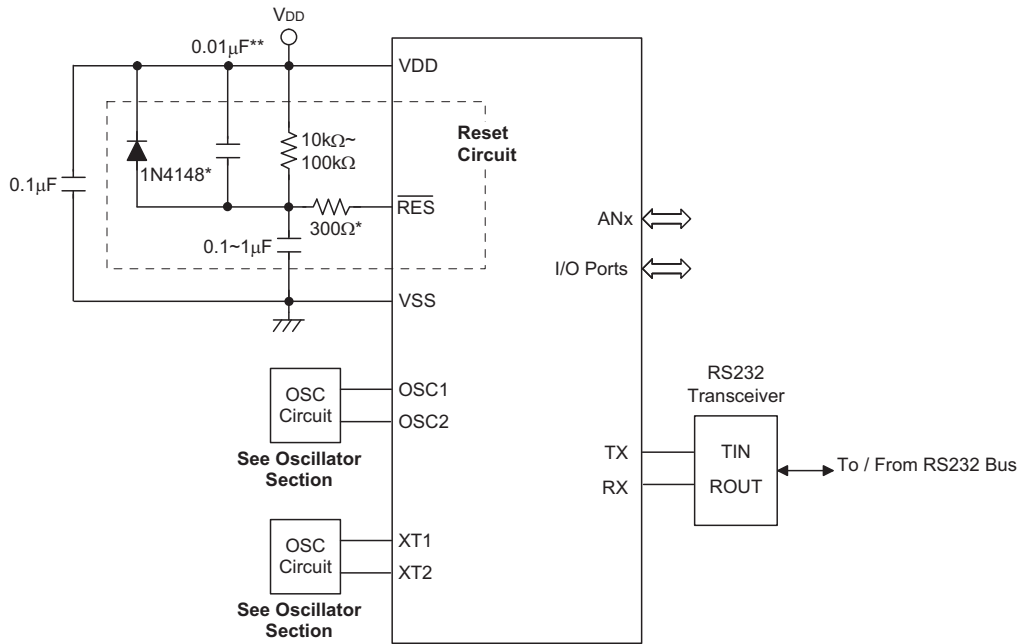 VDD
0.01μF**
VDD
Reset
Circuit
10kΩ~
100kΩ
1N4148*
0.1μF
RES
300Ω*
0.1~1μF
VSS
ANx
I/O Ports
OSC
Circuit
OSC1
OSC2
See Oscillator
Section
RS232
Transceiver
TX
TIN
RX
ROUT
To / From RS232 Bus
OSC
Circuit
XT1
XT2
See Oscillator
Section